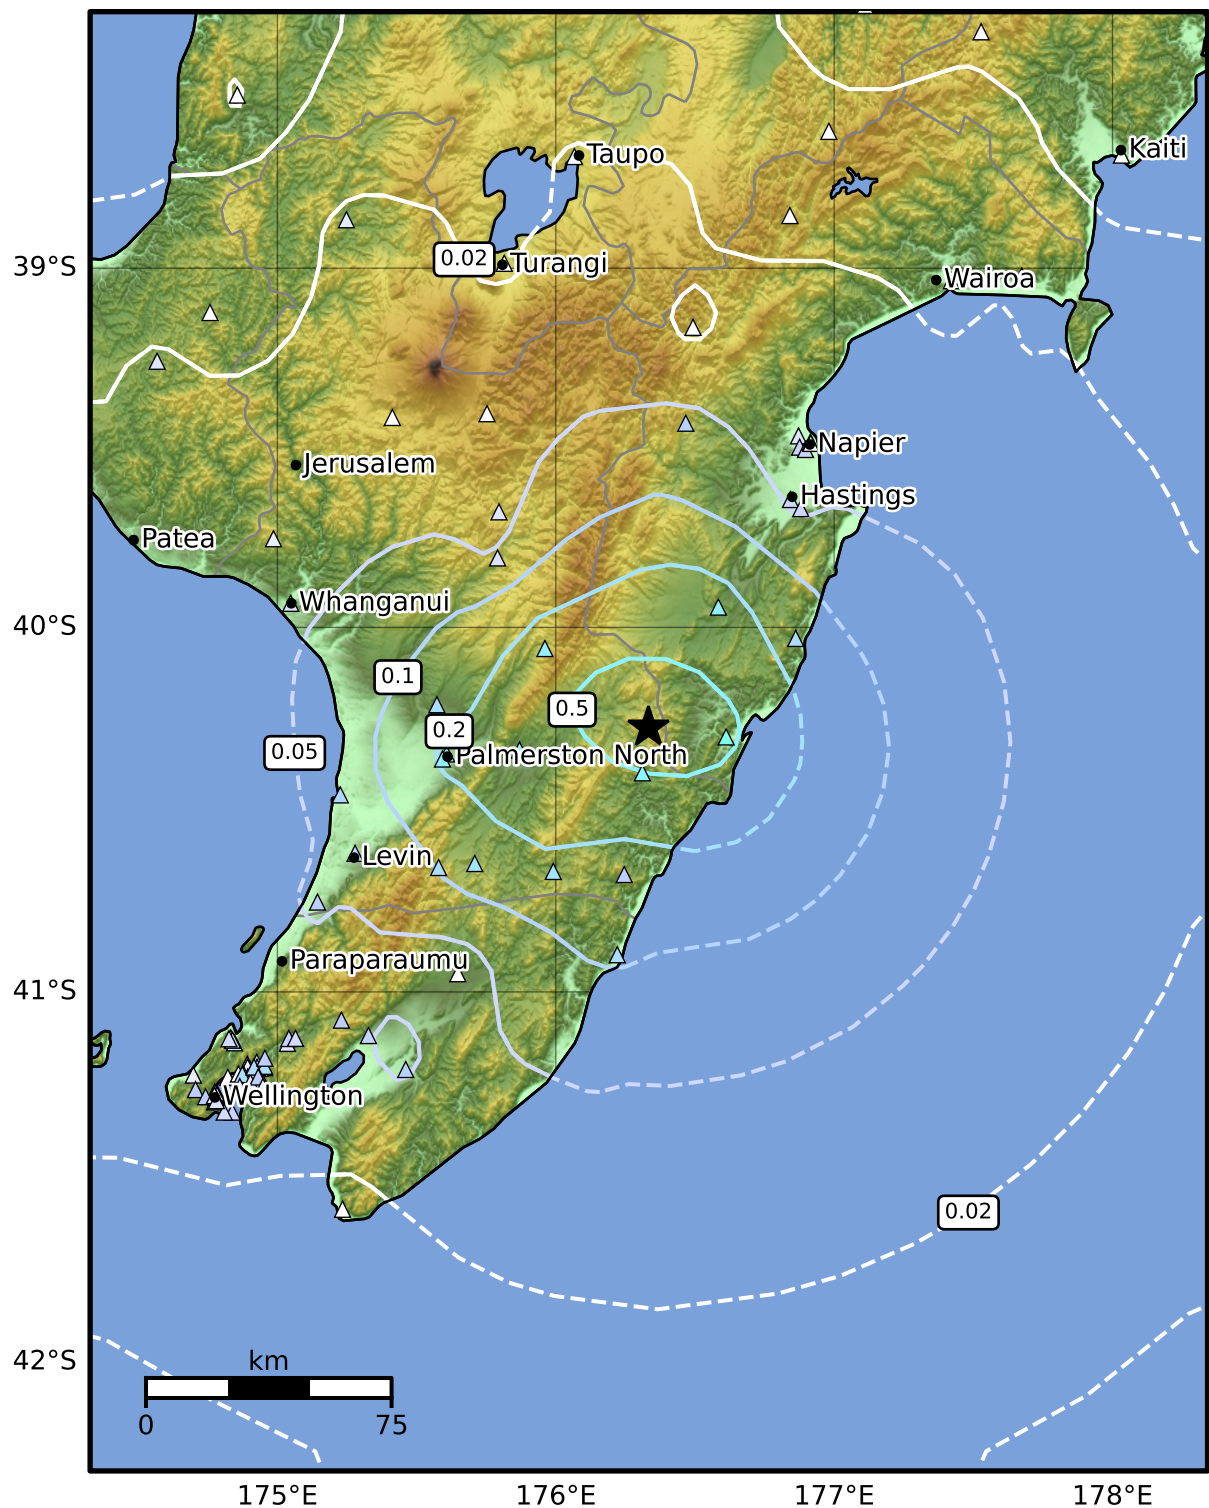 Taupo
Kaiti
0.02
Turangi
39°S
Wairoa
Napier
Jerusalem
Hastings
Patea
Whanganui
40°S
0.1
0.5
0.2
0.05
Palmerston North
Levin
Paraparaumu
41°S
Wellington
0.02
42°S
km
0
75
175°E
176°E
177°E
178°E